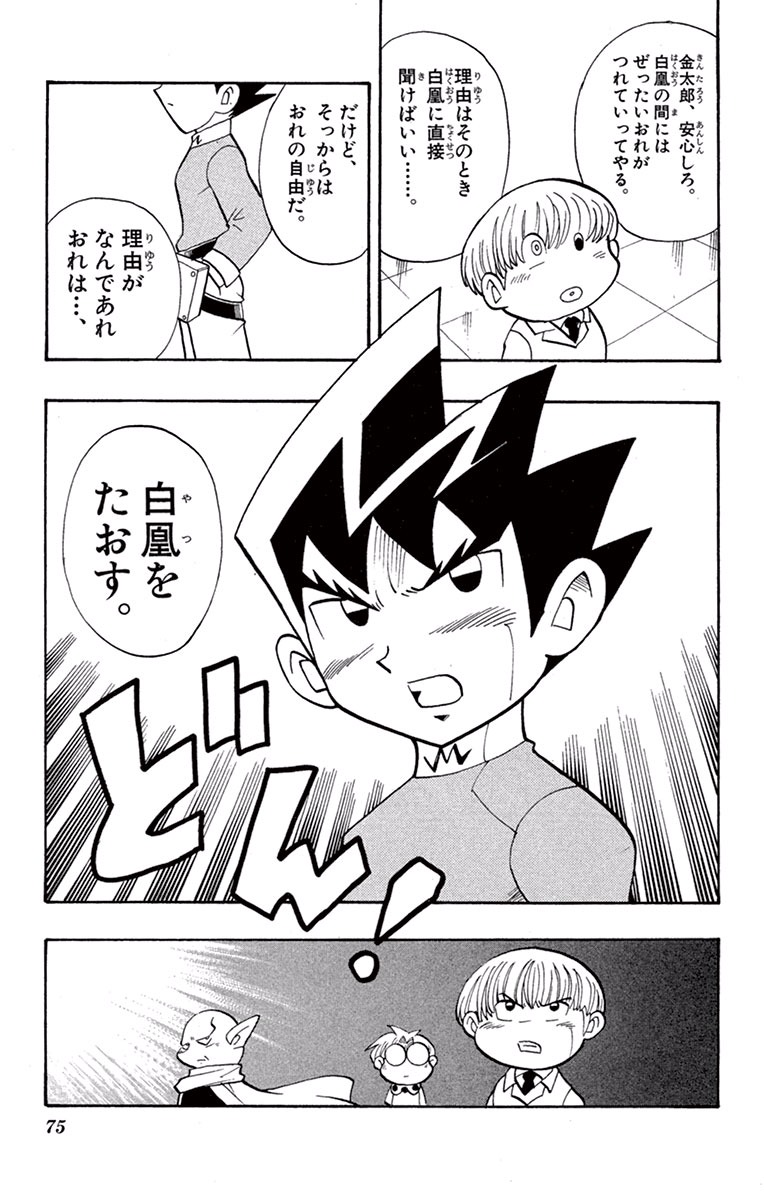 金太郎、安心しろ。
白凰の間には
ぜったいおれが
つれていってやる。
理由はそのとき
白凰に直接
聞けばいい……。
だけど、
そっからは
おれの自由だ。
理由が
なんであれ
おれは…、
白凰を
たおす。
どん!
75